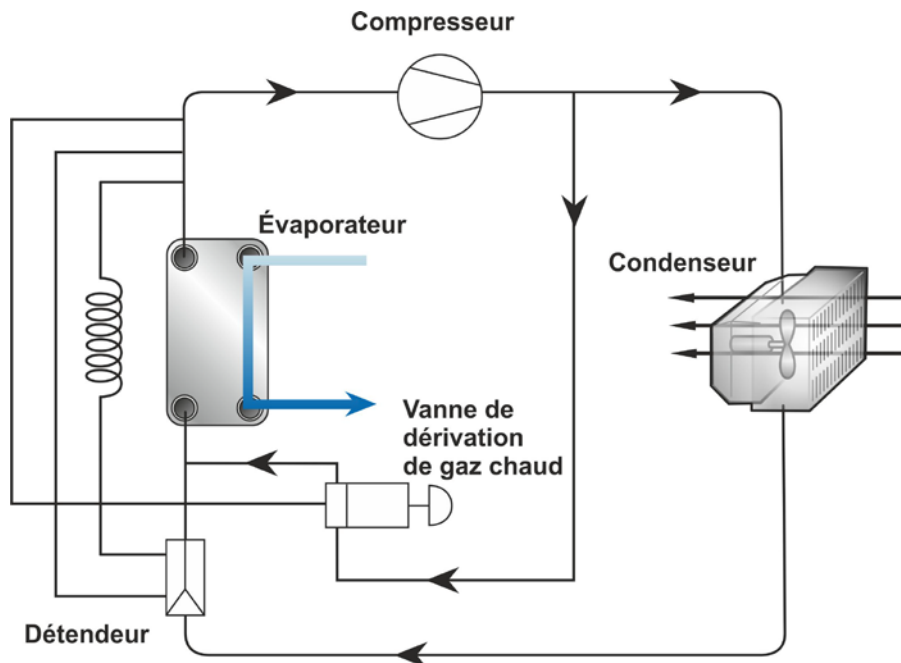 Compresseur
Évaporateur
Condenseur
Vanne de
dérivation
de gaz chaud
Détendeur